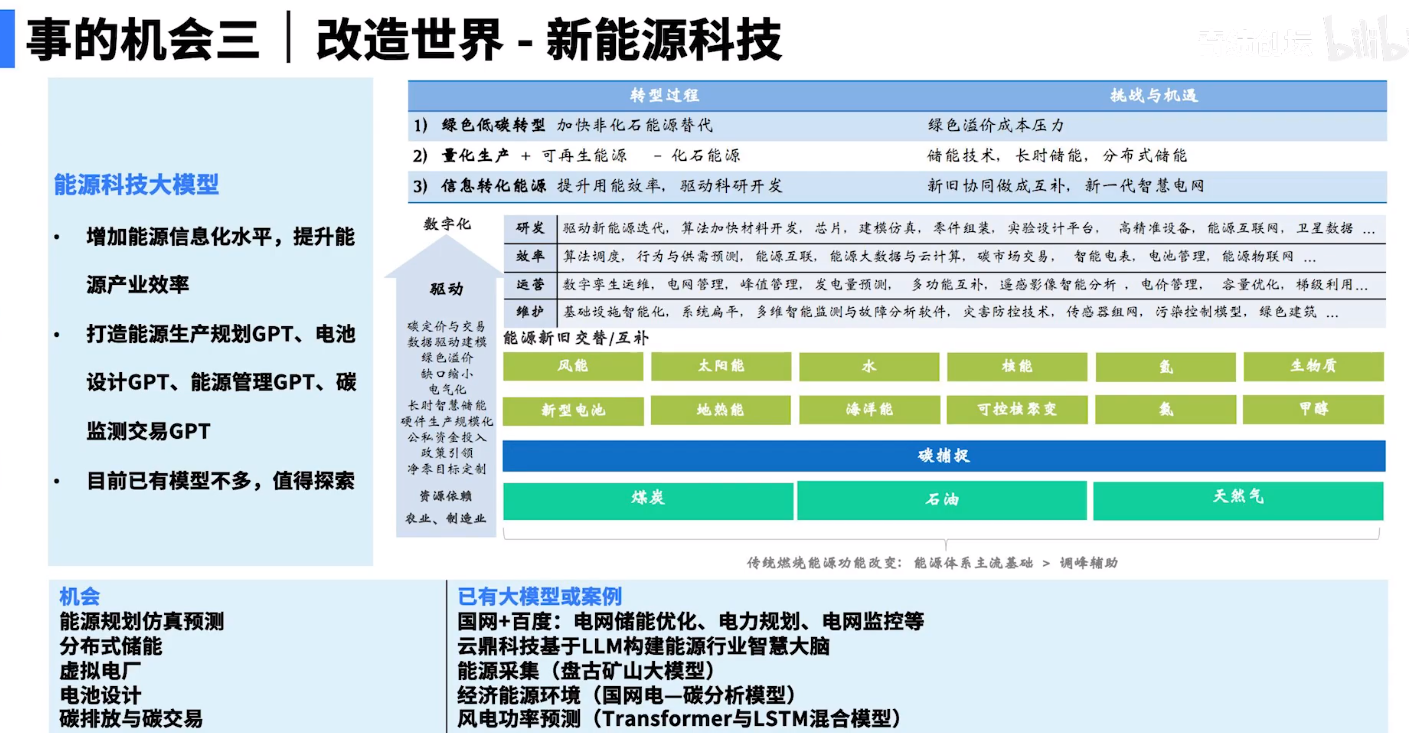 事的机会三｜改造世界 - 新能源科技
bilibi
能源科技大模型
• 增加能源信息化水平，提升能
源产业效率
• 打造能源生产规划GPT、电池
设计GPT、能源管理GPT、碳
监测交易GPT
• 目前已有模型不多，值得探索
转型过程 挑战与机遇
1) 绿色低碳转型 加快非化石能源替代 绿色溢价成本压力
2) 量化生产 + 可再生能源 - 化石能源 储能技术，长时储能，分布式储能
3) 信息转化能源 提升用能效率，驱动科研开发 新旧协同做成互补，新一代智慧电网
数字化
驱动
碳定价与交易
数据驱动建模
绿色溢价
缺口缩小
电气化
长时智慧储能
硬件生产规模化
公私资金投入
政策引领
净零目标定制
资源依赖
农业、制造业
研发 驱动新能源迭代，算法加快材料开发，芯片，建模仿真，零件组装，实验设计平台， 高精准设备，能源互联网，卫星数据 ...
效率 算法调度，行为与供需预测，能源互联，能源大数据与云计算，碳市场交易， 智能电表，电池管理，能源物联网 ...
运营 数字孪生运维，电网管理，峰值管理，发电量预测， 多功能互补，遥感影像智能分析 ，电价管理， 容量优化，梯级利用...
维护 基础设施智能化，系统扁平，多维智能监测与故障分析软件，灾害防控技术，传感器组网，污染控制模型，绿色建筑 ...
能源新旧交替/互补
风能 太阳能 水 核能 氢 生物质
新型电池 地热能 海洋能 可控核聚变 氨 甲醇
碳捕捉
煤炭 石油 天然气
传统燃烧能源功能改变：能源体系主流基础 > 调峰辅助
机会
能源规划仿真预测
分布式储能
虚拟电厂
电池设计
碳排放与碳交易
已有大模型或案例
国网+百度：电网储能优化、电力规划、电网监控等
云鼎科技基于LLM构建能源行业智慧大脑
能源采集（盘古矿山大模型）
经济能源环境（国网电—碳分析模型）
风电功率预测（Transformer与LSTM混合模型）